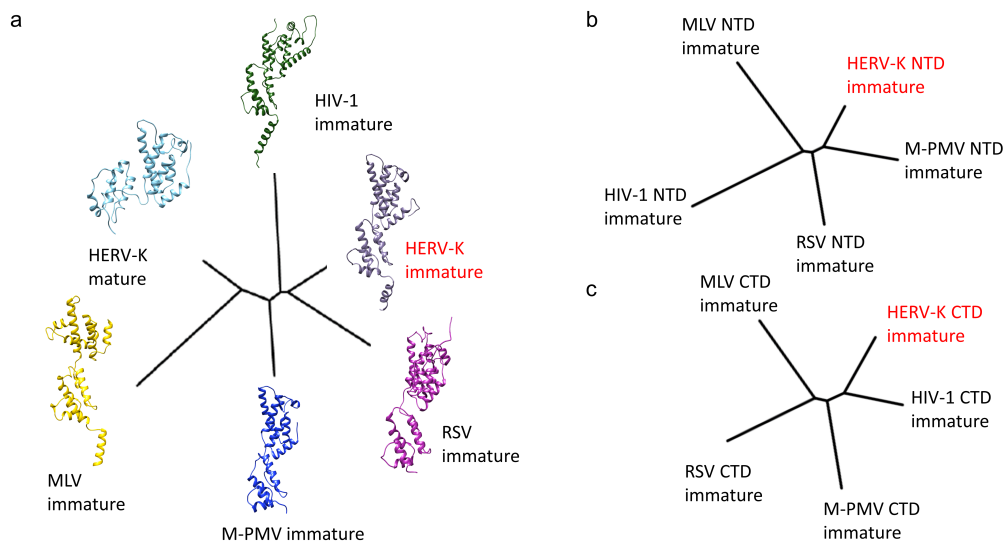 a
HIV-1
immature
HERV-K
mature
HERV-K
immature
MLV
immature
M-PMV immature
RSV
immature
b
MLV NTD
immature
HERV-K NTD
immature
M-PMV NTD
immature
HIV-1 NTD
immature
RSV NTD
immature
c
MLV CTD
immature
HERV-K CTD
immature
HIV-1 CTD
immature
RSV CTD
immature
M-PMV CTD
immature